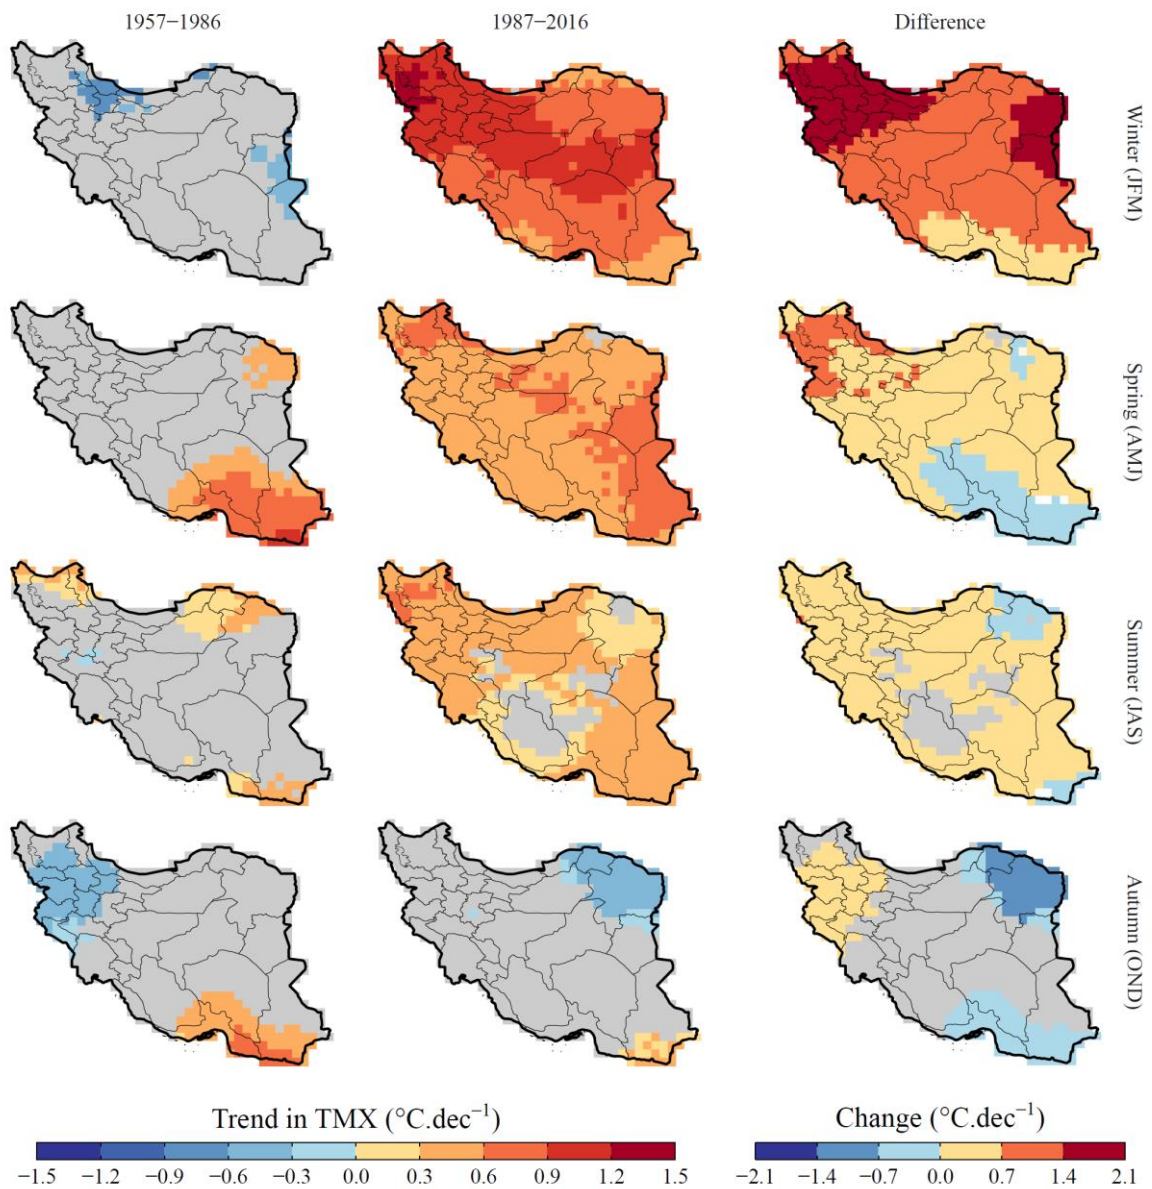 1957−1986 1987−2016 Difference
Winter (JFM)
Spring (AMJ)
Summer (JAS)
Autumn (OND)
Trend in TMX (°C.dec⁻¹)
−1.5 −1.2 −0.9 −0.6 −0.3 0.0 0.3 0.6 0.9 1.2 1.5
Change (°C.dec⁻¹)
−2.1 −1.4 −0.7 0.0 0.7 1.4 2.1